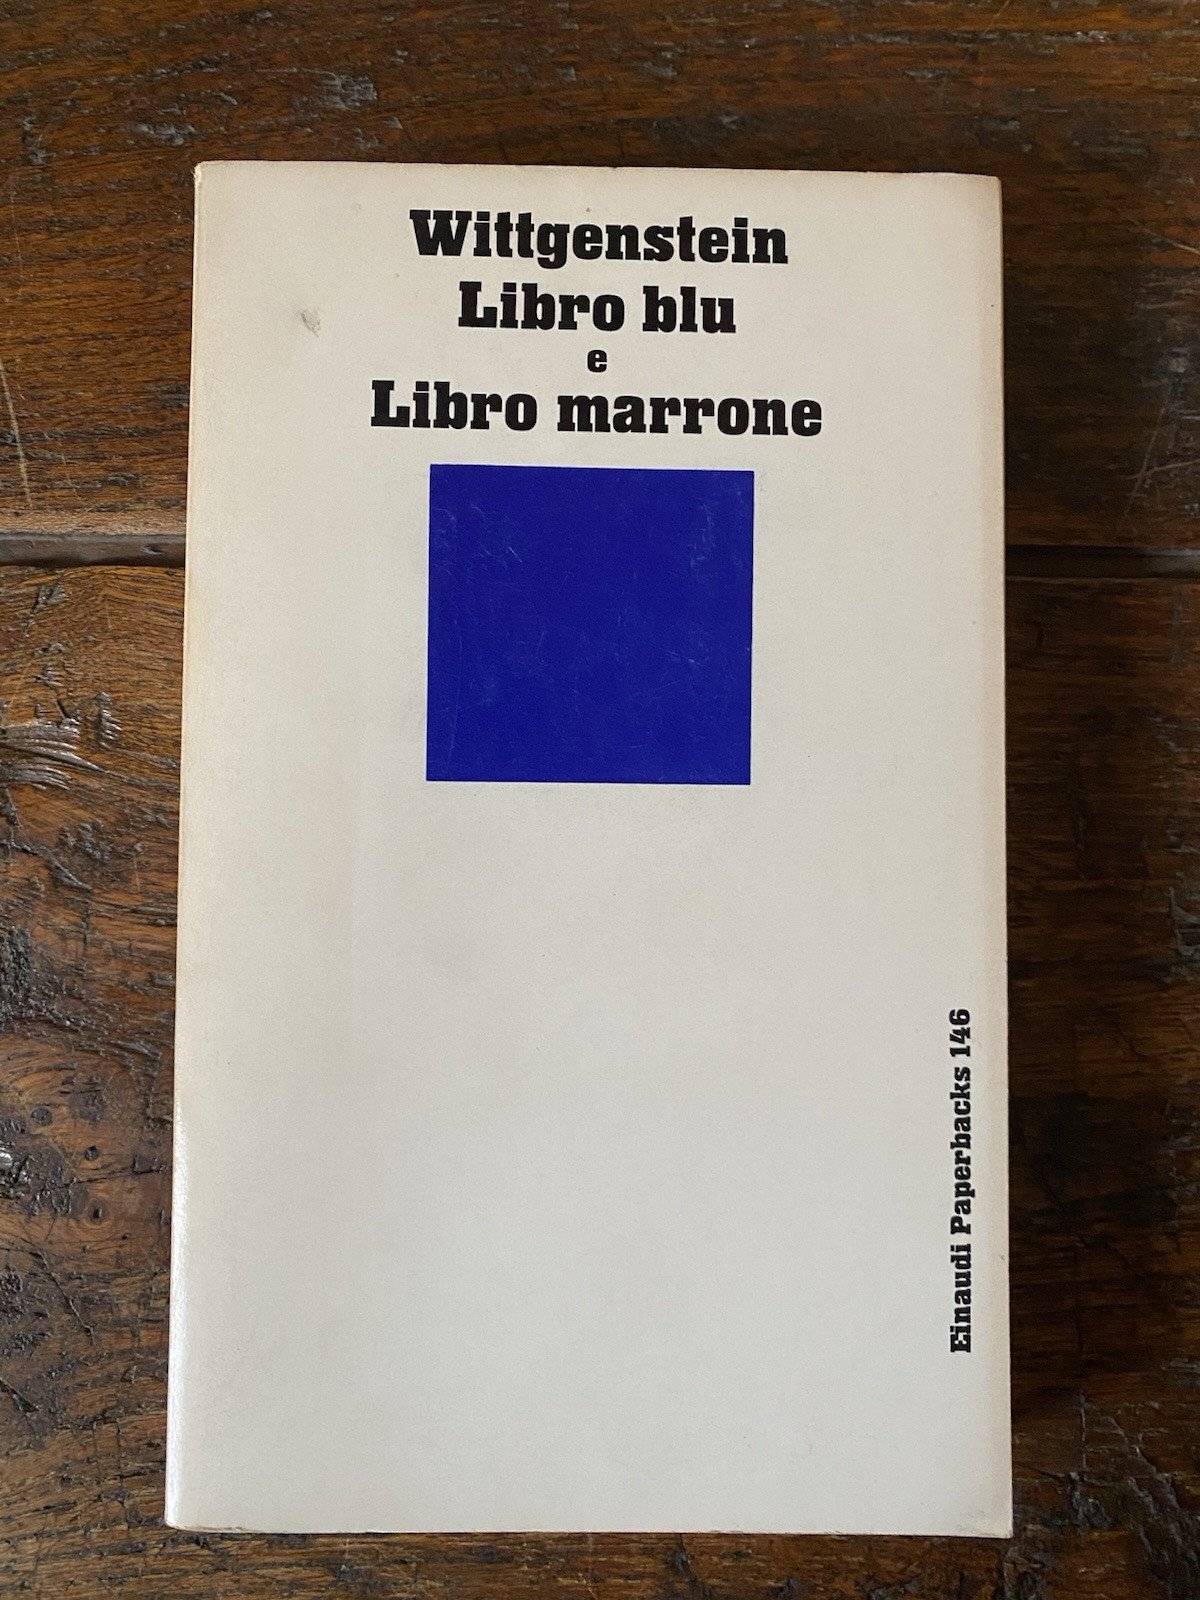 Wittgenstein
Libro blu
e
Libro marrone
Einaudi Paperbacks 146